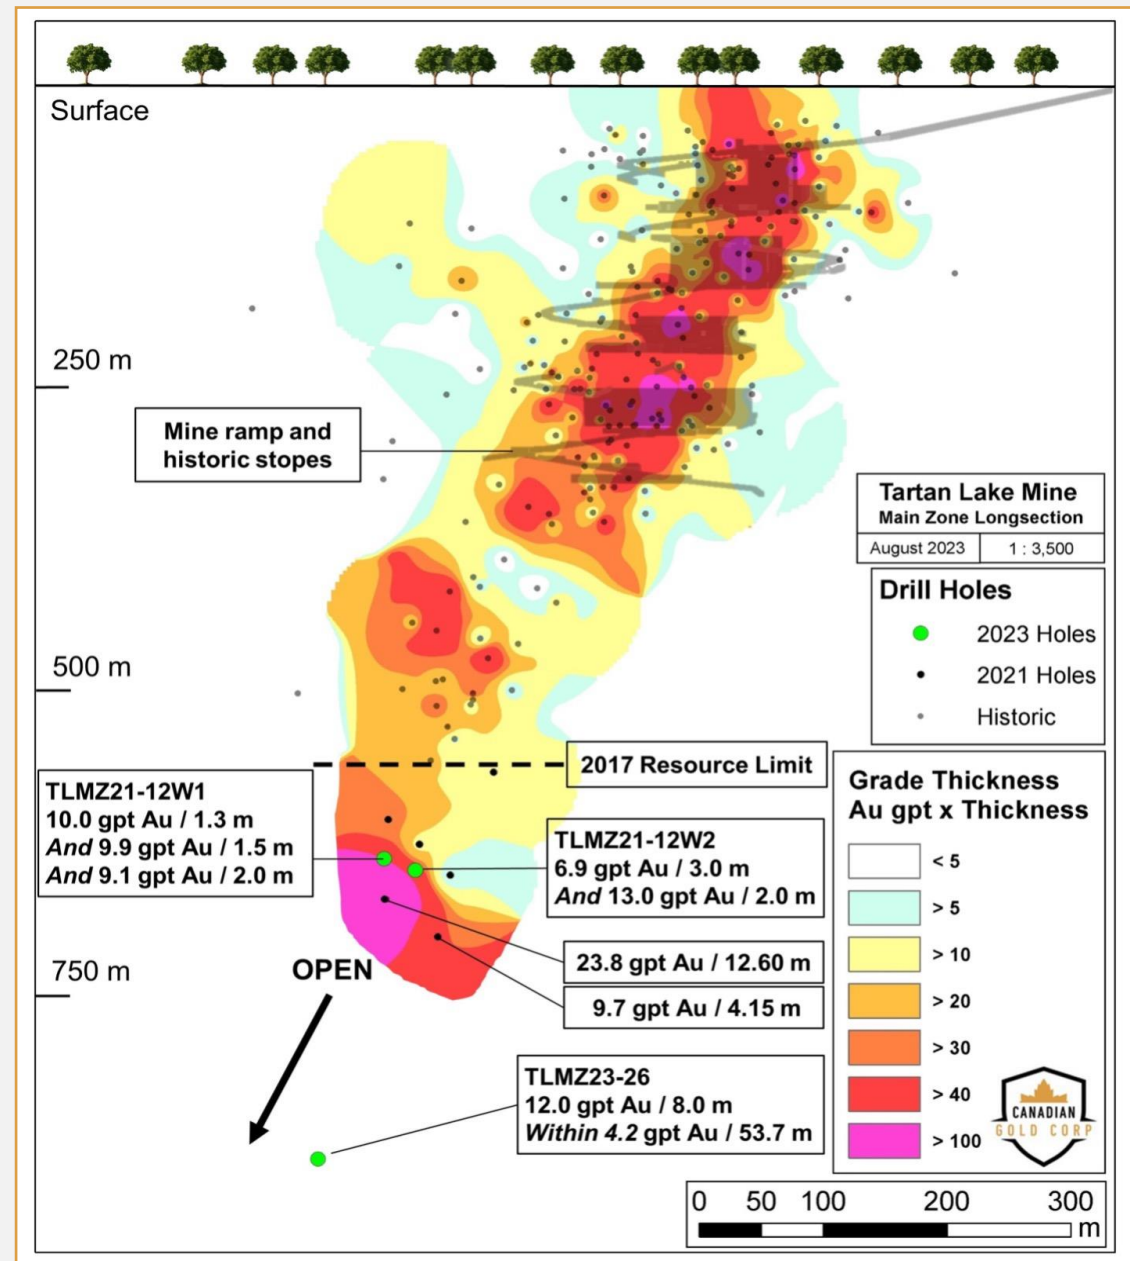 Surface
250 m
Mine ramp and
historic stopes
Tartan Lake Mine
Main Zone Longsection
August 2023
1 : 3,500
Drill Holes
2023 Holes
2021 Holes
Historic
500 m
2017 Resource Limit
TLMZ21-12W1
10.0 gpt Au / 1.3 m
And 9.9 gpt Au / 1.5 m
And 9.1 gpt Au / 2.0 m
TLMZ21-12W2
6.9 gpt Au / 3.0 m
And 13.0 gpt Au / 2.0 m
23.8 gpt Au / 12.60 m
9.7 gpt Au / 4.15 m
750 m
OPEN
TLMZ23-26
12.0 gpt Au / 8.0 m
Within 4.2 gpt Au / 53.7 m
Grade Thickness
Au gpt x Thickness
< 5
> 5
> 10
> 20
> 30
> 40
> 100
CANADIAN
GOLD CORP
0 50 100 200 300
m